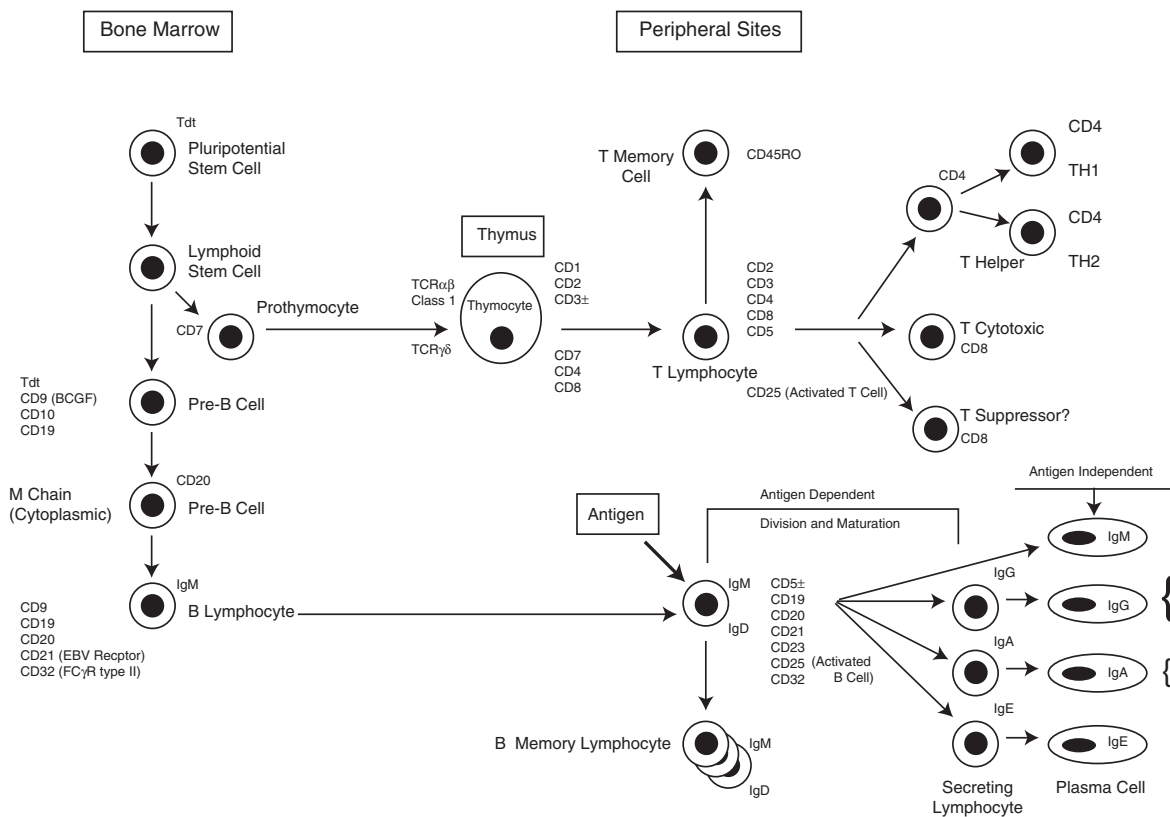 Bone Marrow
Peripheral Sites
Tdt
Pluripotential
Stem Cell
Lymphoid
Stem Cell
CD7
Prothymocyte
Tdt
CD9 (BCGF)
CD10
CD19
Pre-B Cell
CD20
M Chain
(Cytoplasmic)
Pre-B Cell
IgM
B Lymphocyte
CD9
CD19
CD20
CD21 (EBV Recptor)
CD32 (FCγR type II)
Thymus
TCRαβ
Class 1
TCRγδ
Thymocyte
CD1
CD2
CD3±
CD7
CD4
CD8
T Memory
Cell
CD45RO
CD2
CD3
CD4
CD8
CD5
T Lymphocyte
CD25 (Activated T Cell)
CD4
CD4
TH1
CD4
TH2
T Helper
T Cytotoxic
CD8
T Suppressor?
CD8
Antigen
Antigen Dependent
Division and Maturation
Antigen Independent
IgM
IgD
CD5±
CD19
CD20
CD21
CD23
CD25 (Activated
B Cell)
CD32
IgM
IgG
IgG
IgA
IgA
IgE
IgE
B Memory Lymphocyte
IgM
IgD
Secreting
Lymphocyte
Plasma Cell